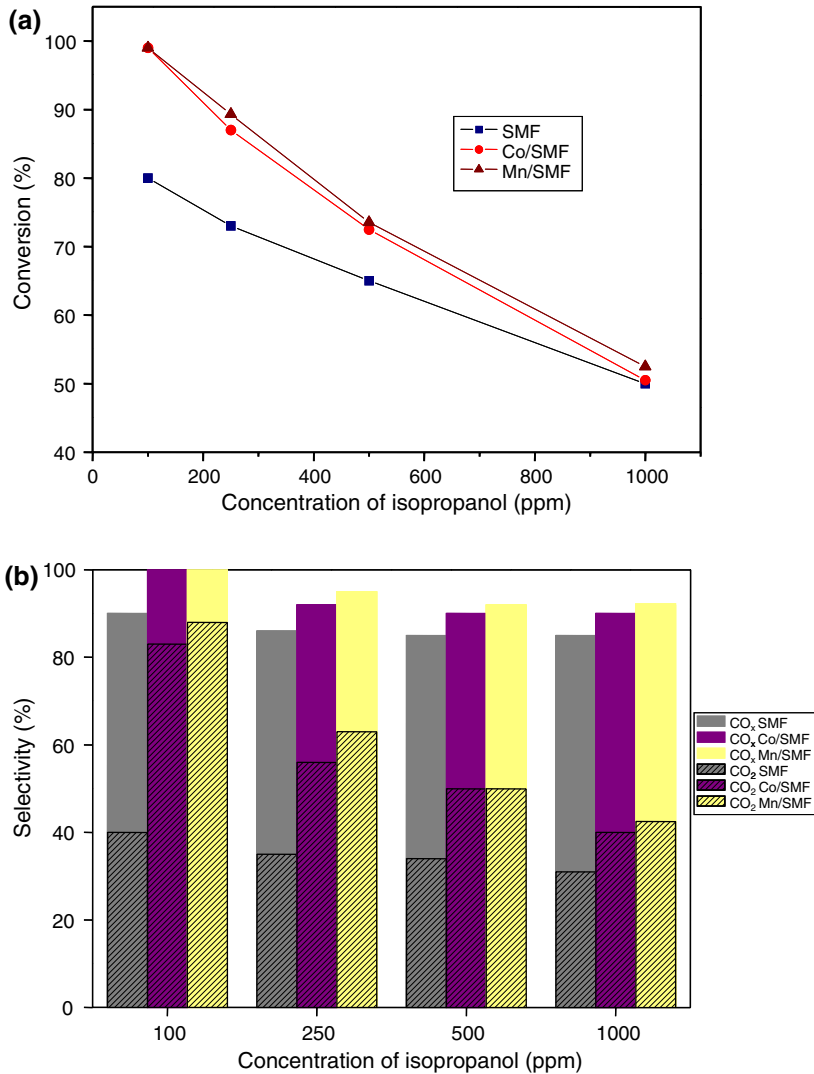 (a)
100
90
80
70
60
50
40
Conversion (%)
SMF
Co/SMF
Mn/SMF
0 200 400 600 800 1000
Concentration of isopropanol (ppm)
(b)
100
80
60
40
20
0
Selectivity (%)
COx SMF
COx Co/SMF
COx Mn/SMF
CO2 SMF
CO2 Co/SMF
CO2 Mn/SMF
100 250 500 1000
Concentration of isopropanol (ppm)